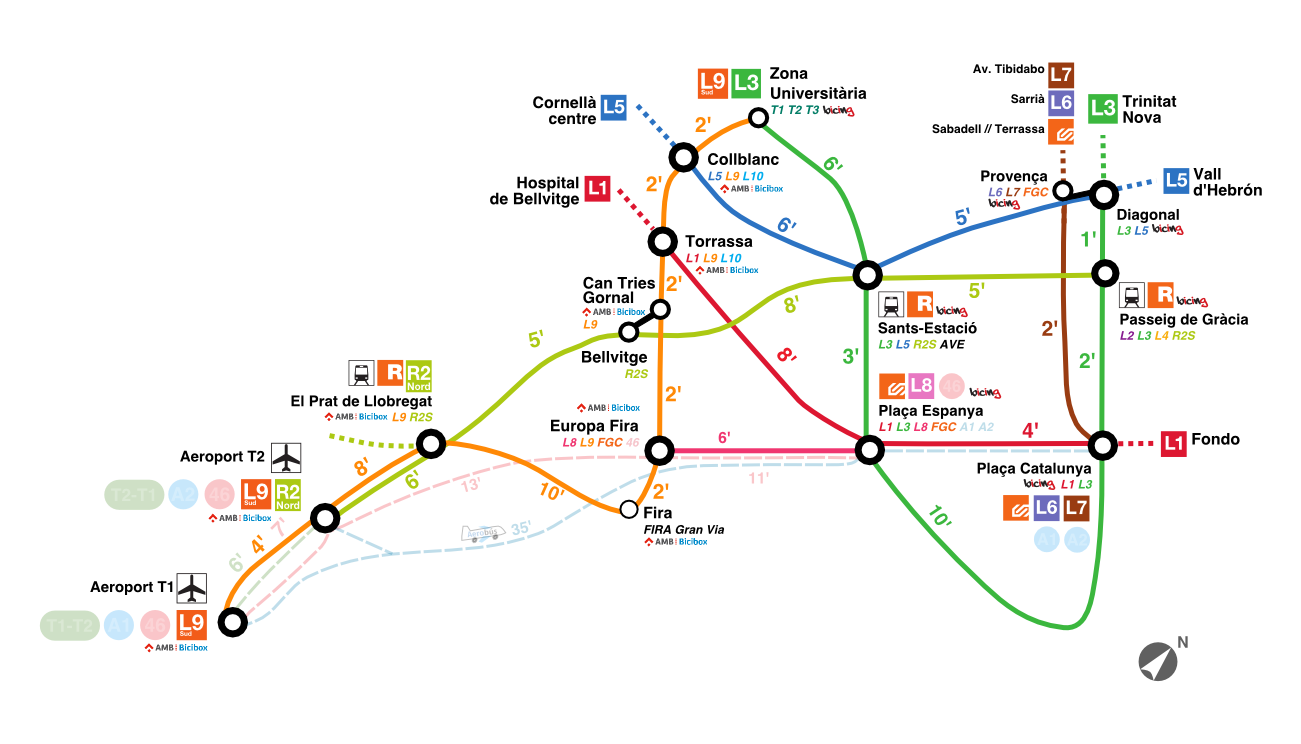 Av. Tibidabo L7
Sarrià L6
Sabadell // Terrassa
L9 Sud L3 Zona
Universitària
T1 T2 T3 bicing
L3 Trinitat
Nova
Cornellà
centre L5
2'
Collblanc
L5 L9 L10
AMB Bicibox
6'
Provença
L6 L7 FGC
bicing
L5 Vall
d'Hebrón
Hospital
de Bellvitge L1
2'
6'
5'
Diagonal
L3 L5 bicing
1'
Torrassa
L1 L9 L10
AMB Bicibox
Can Tries
Gornal
AMB Bicibox
L9
2'
8'
5'
R bicing
Sants-Estació
L3 L5 R2S AVE
R bicing
Passeig de Gràcia
L2 L3 L4 R2S
5'
Bellvitge
R2S
8'
3'
2'
2'
R R2 Nord
El Prat de Llobregat
AMB Bicibox L9 R2S
2'
L8 46 bicing
Plaça Espanya
L1 L3 L8 FGC A1 A2
AMB Bicibox
Europa Fira
L8 L9 FGC 46
6'
4'
L1 Fondo
Aeroport T2
T2-T1 A2 46 L9 Sud R2 Nord
AMB Bicibox
8'
6'
13'
10'
2'
11'
Plaça Catalunya
bicing L1 L3
L6 L7
A1 A2
Fira
FIRA Gran Via
AMB Bicibox
10'
Aerobús
35'
6'
4'
7'
Aeroport T1
T1-T2 A1 46 L9 Sud
AMB Bicibox
N